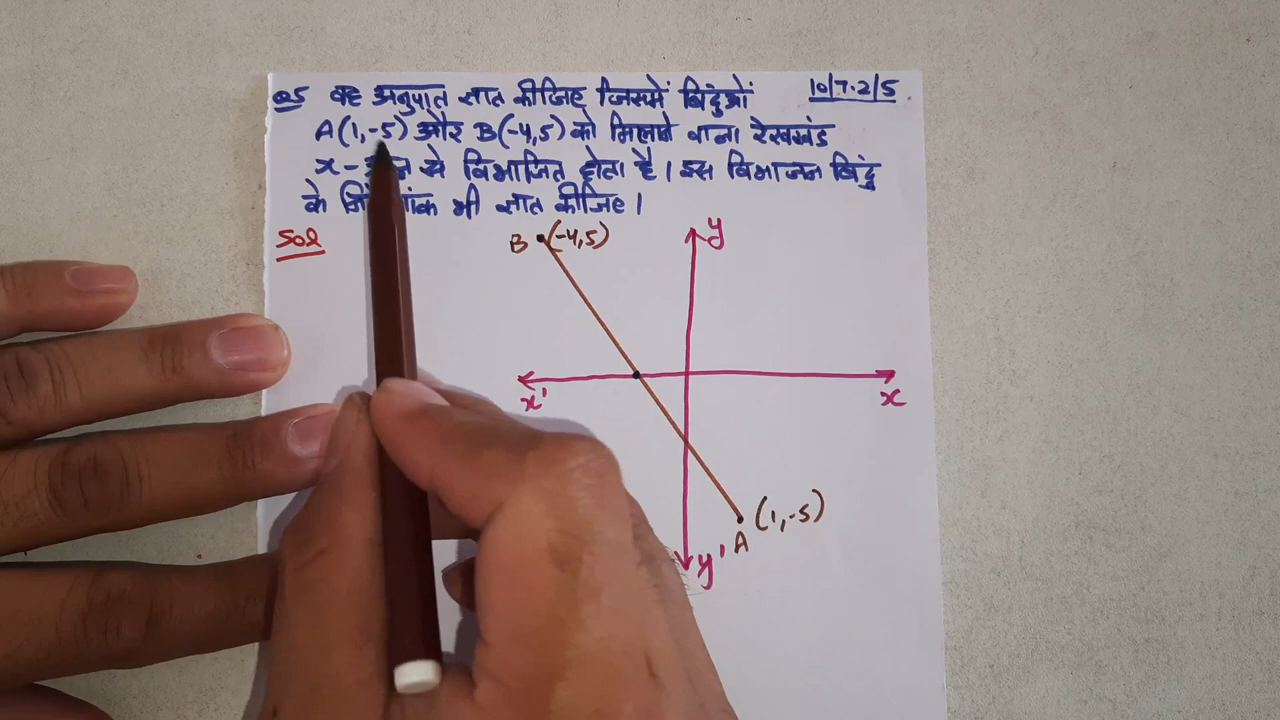 Q5 वह अनुपात ज्ञात कीजिए जिसमें बिंदुओं 10/7.2/5
A(1,-5) और B(-4,5) को मिलाने वाला रेखाखंड
x- से विभाजित होता है। इस विभाजन बिंदु
के भी ज्ञात कीजिए।
Sol
B (-4,5) y
x' x
(1,-5)
A
y'